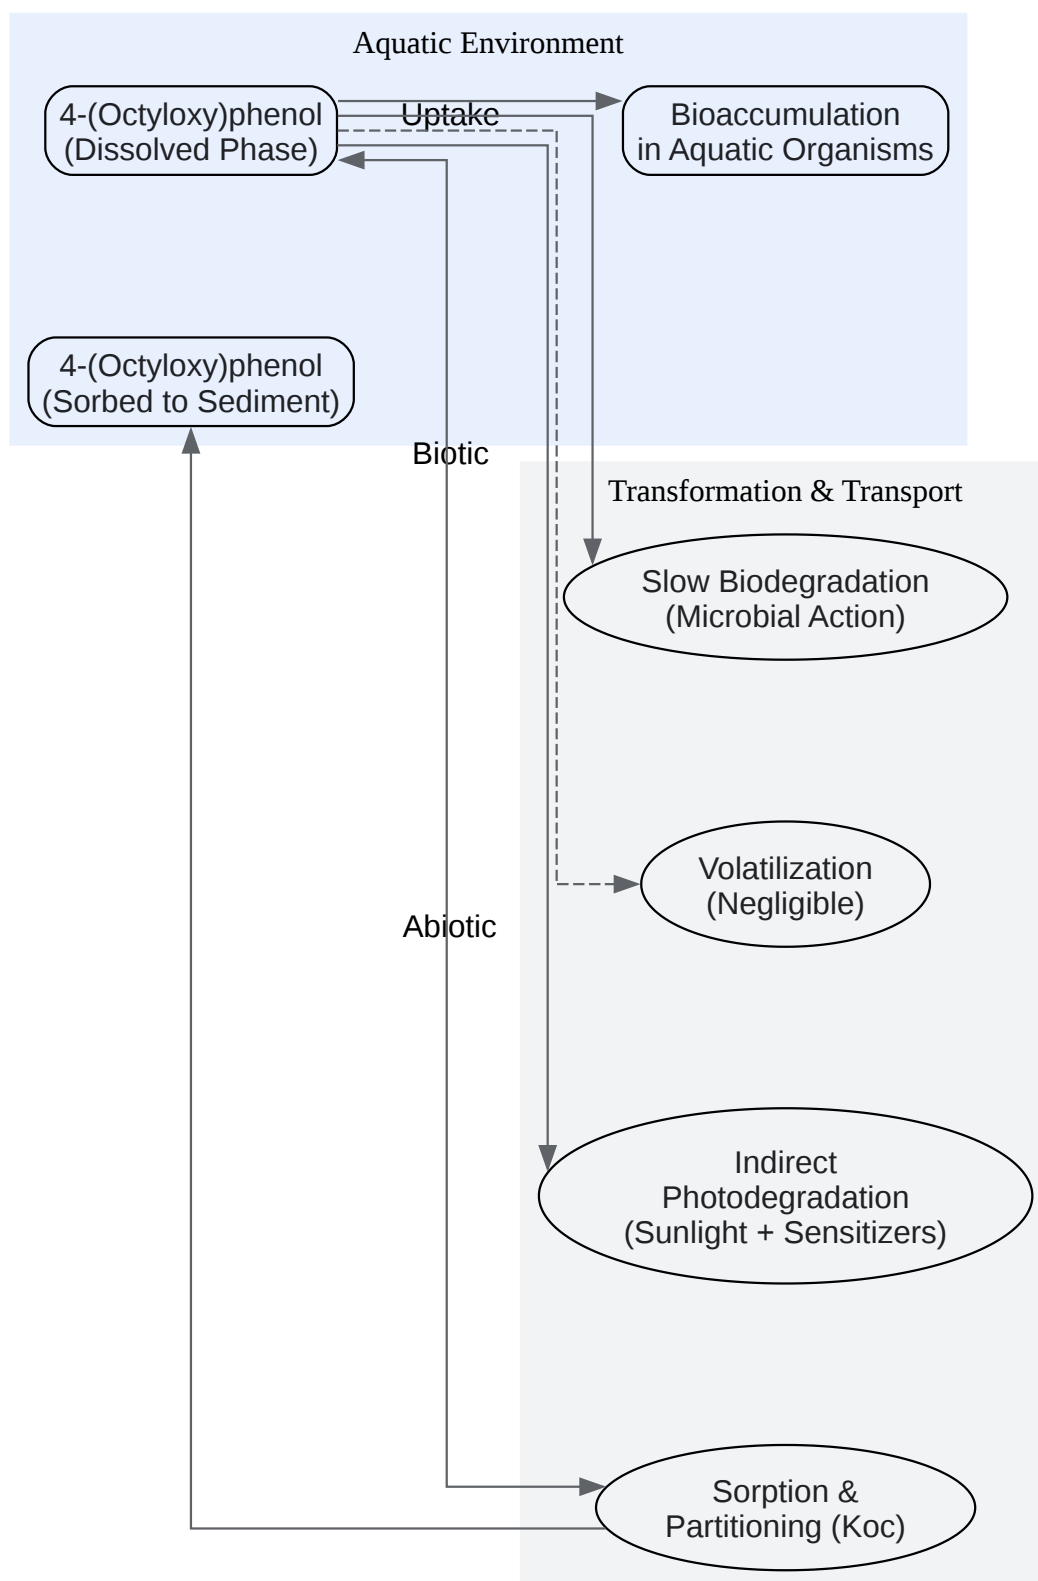 Aquatic Environment
4-(Octyloxy)phenol
(Dissolved Phase)
Uptake
Bioaccumulation
in Aquatic Organisms
4-(Octyloxy)phenol
(Sorbed to Sediment)
Biotic
Transformation & Transport
Slow Biodegradation
(Microbial Action)
Volatilization
(Negligible)
Abiotic
Indirect
Photodegradation
(Sunlight + Sensitizers)
Sorption &
Partitioning (Koc)